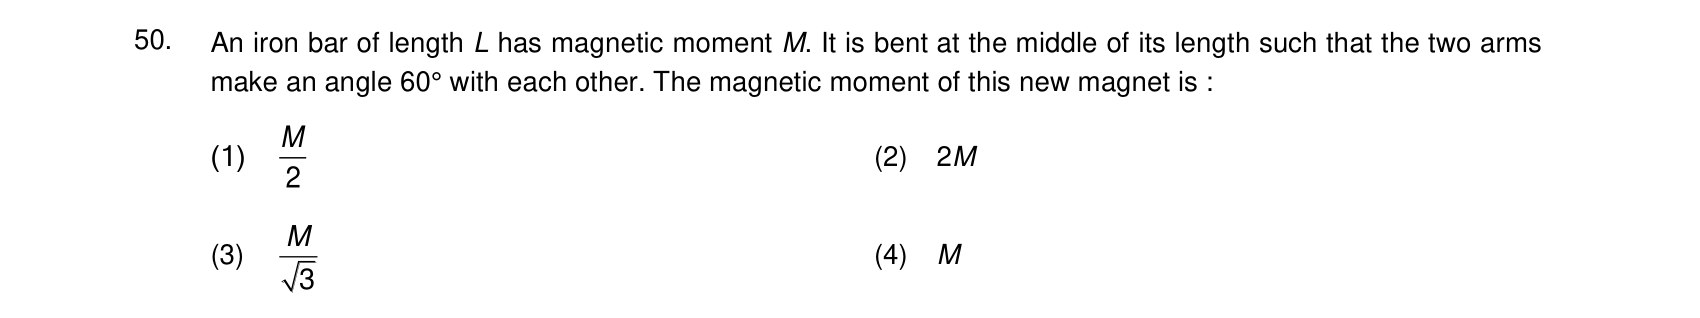 50. An iron bar of length L has magnetic moment M. It is bent at the middle of its length such that the two arms
make an angle 60° with each other. The magnetic moment of this new magnet is :
(1) M/2 (2) 2M
(3) M/√3 (4) M